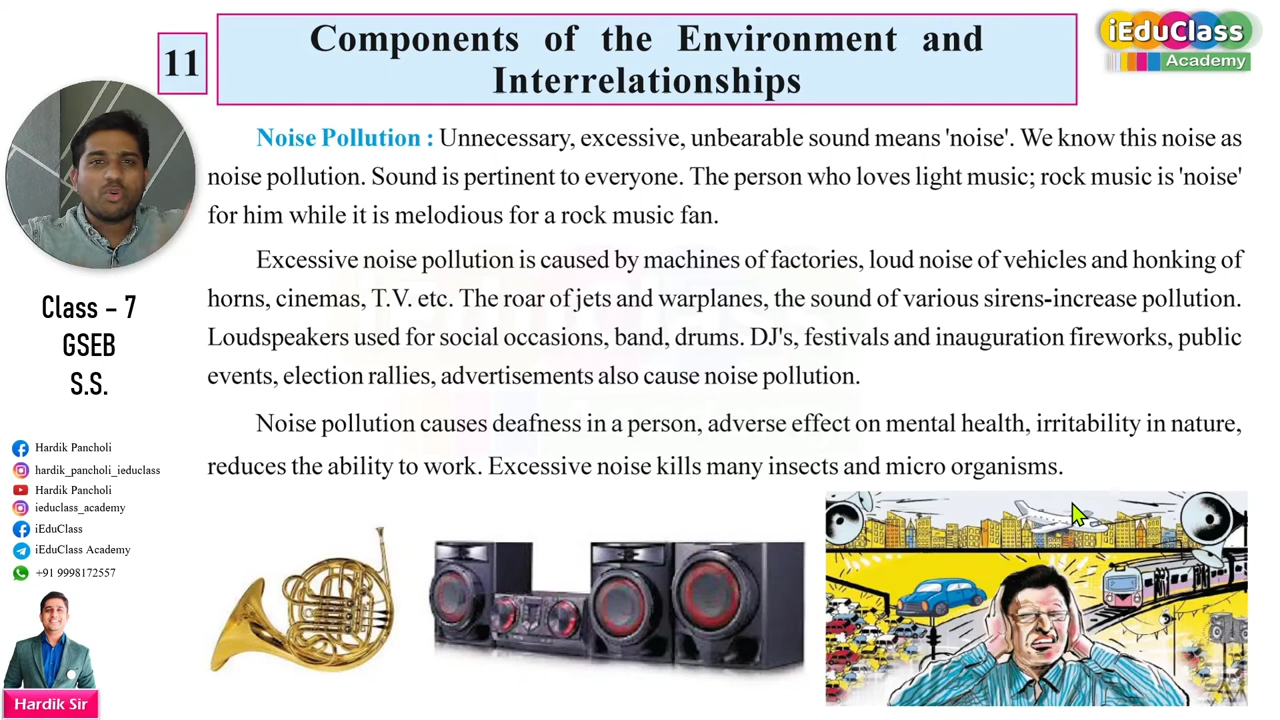 11
Components of the Environment and
Interrelationships
iEduClass
Academy
Noise Pollution : Unnecessary, excessive, unbearable sound means 'noise'. We know this noise as
noise pollution. Sound is pertinent to everyone. The person who loves light music; rock music is 'noise'
for him while it is melodious for a rock music fan.
Excessive noise pollution is caused by machines of factories, loud noise of vehicles and honking of
horns, cinemas, T.V. etc. The roar of jets and warplanes, the sound of various sirens-increase pollution.
Loudspeakers used for social occasions, band, drums. DJ's, festivals and inauguration fireworks, public
events, election rallies, advertisements also cause noise pollution.
Noise pollution causes deafness in a person, adverse effect on mental health, irritability in nature,
reduces the ability to work. Excessive noise kills many insects and micro organisms.
Class - 7
GSEB
S.S.
Hardik Pancholi
hardik_pancholi_ieduclass
Hardik Pancholi
ieduclass_academy
iEduClass
iEduClass Academy
+91 9998172557
Hardik Sir